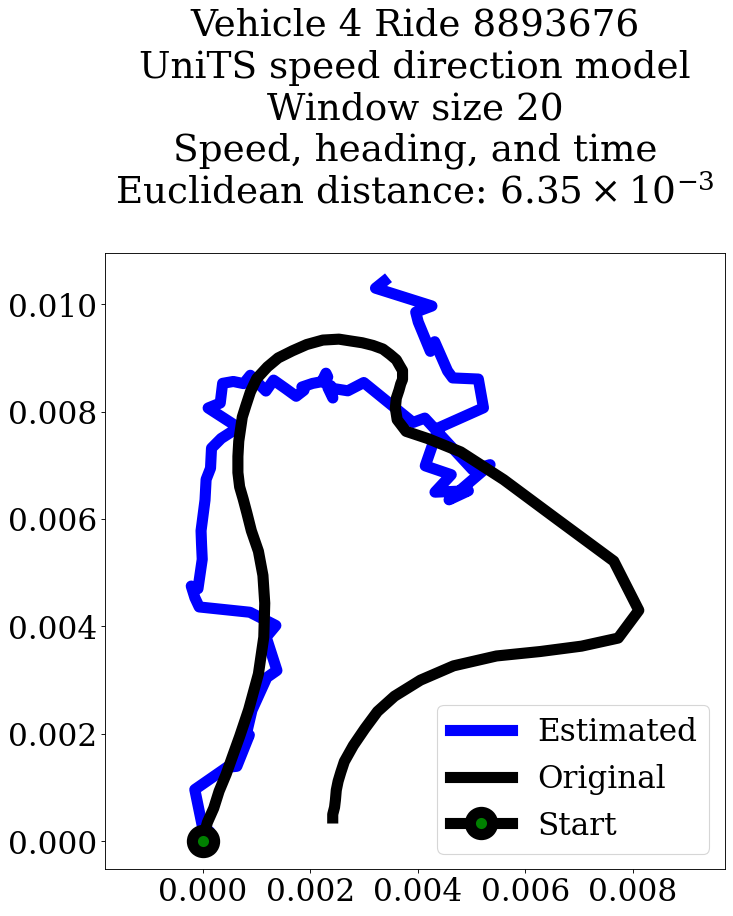 Vehicle 4 Ride 8893676
UniTS speed direction model
Window size 20
Speed, heading, and time
Euclidean distance: 6.35 × 10⁻³
0.010
0.008
0.006
0.004
0.002
0.000
0.000 0.002 0.004 0.006 0.008
Estimated
Original
Start